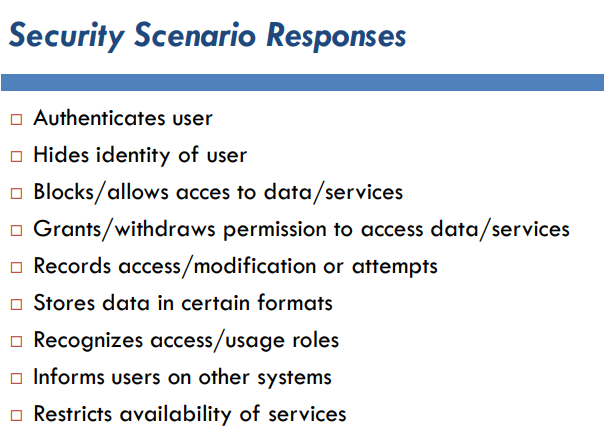 Security Scenario Responses
Authenticates user
Hides identity of user
Blocks/allows acces to data/services
Grants/withdraws permission to access data/services
Records access/modification or attempts
Stores data in certain formats
Recognizes access/usage roles
Informs users on other systems
Restricts availability of services